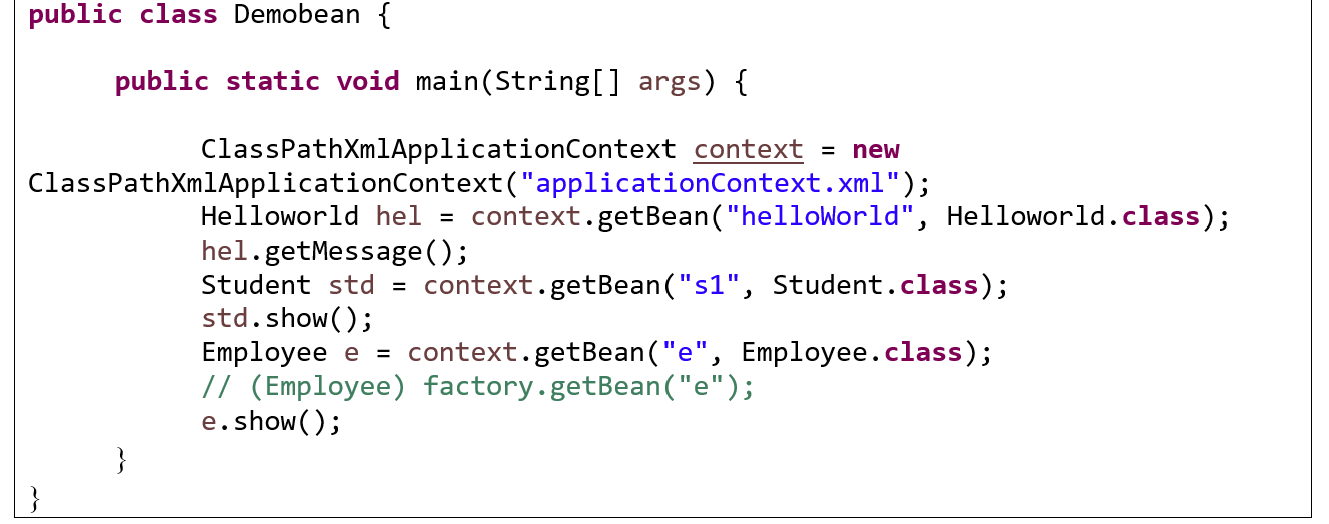 public class Demobean {
public static void main(String[] args) {
ClassPathXmlApplicationContext context = new
ClassPathXmlApplicationContext("applicationContext.xml");
Helloworld hel = context.getBean("helloWorld", Helloworld.class);
hel.getMessage();
Student std = context.getBean("s1", Student.class);
std.show();
Employee e = context.getBean("e", Employee.class);
// (Employee) factory.getBean("e");
e.show();
}
}